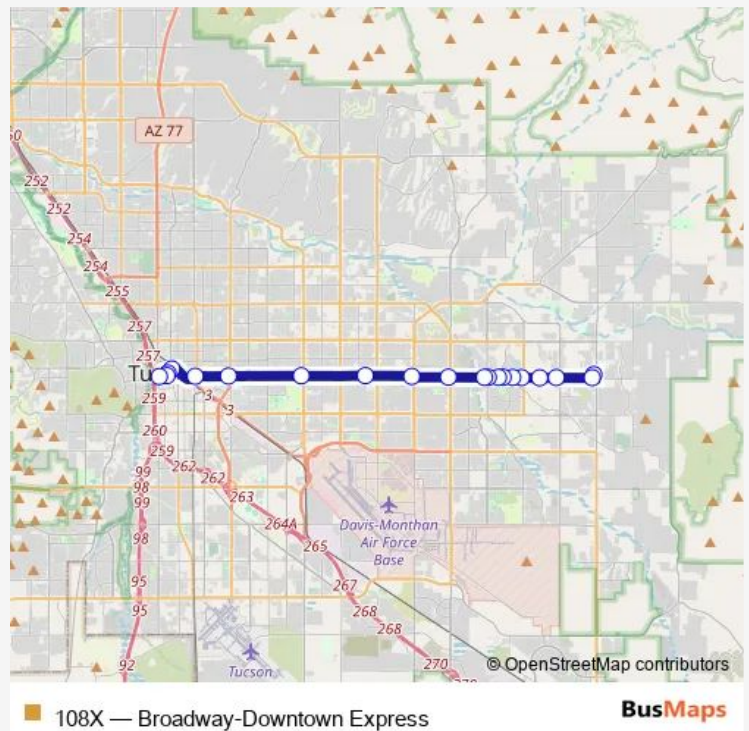 AZ 77
252
252
254
254
255
257
257
Tu
259
3
3
260
259
99
262
98
262
99
263
98
264A
Davis-Monthan
Air Force
Base
265
95
267
95
268
268
92
Tucson
270
© OpenStreetMap contributors
108X — Broadway-Downtown Express
BusMaps